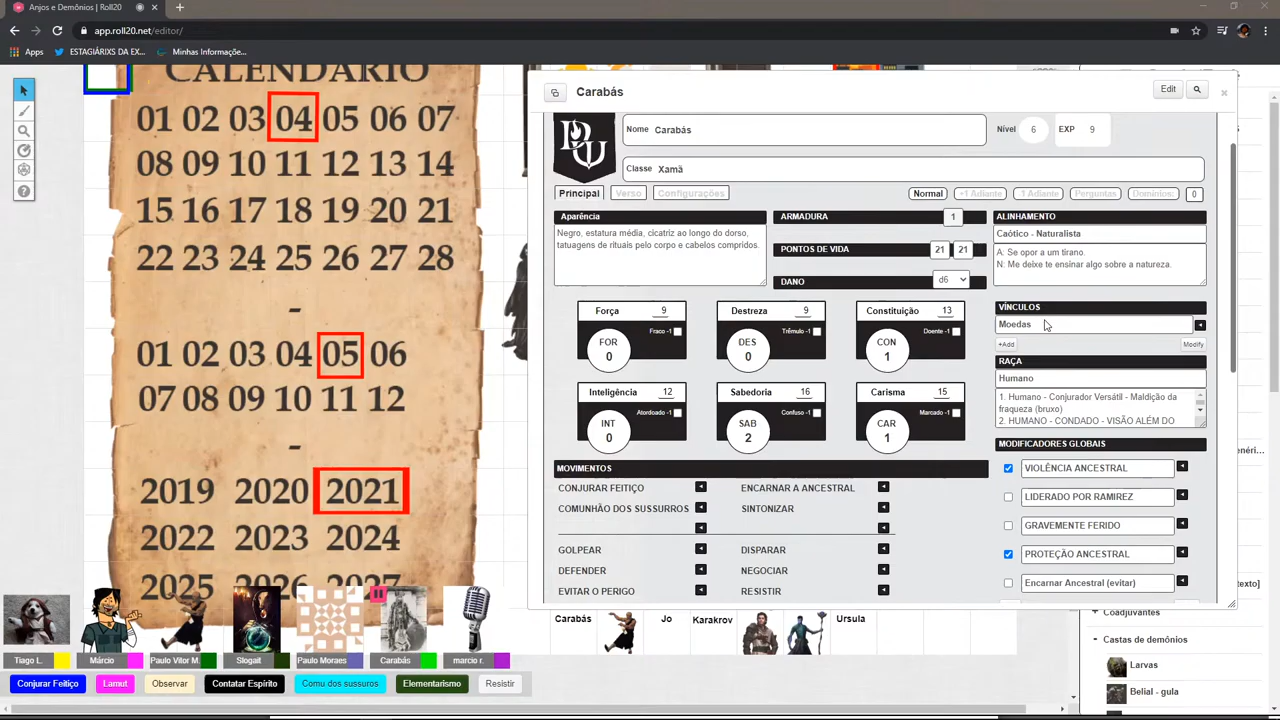 Anjos e Demônios | Roll20
app.roll20.net/editor/
Apps
ESTAGIÁRIXS DA EX...
Minhas Informaçõe...
CALENDÁRIO
01 02 03 04 05 06 07
08 09 10 11 12 13 14
15 16 17 18 19 20 21
22 23 24 25 26 27 28
-
01 02 03 04 05 06
07 08 09 10 11 12
-
2019 2020 2021
2022 2023 2024
2025 2026 2027
Carabás
Edit
DU
Nome Carabás
Nível 6 EXP 9
Classe Xamã
Principal Verso Configurações
Normal +1 Adiante -1 Adiante Perguntas Domínios: 0
Aparência
Negro, estatura média, cicatriz ao longo do dorso,
tatuagens de rituais pelo corpo e cabelos compridos.
ARMADURA 1
PONTOS DE VIDA 21 21
DANO d6
ALINHAMENTO
Caótico - Naturalista
A: Se opor a um tirano.
N: Me deixe te ensinar algo sobre a natureza.
Força 9
Fraco -1
FOR
0
Destreza 9
Trêmulo -1
DES
0
Constituição 13
Doente -1
CON
1
Inteligência 12
Atordoado -1
INT
0
Sabedoria 16
Confuso -1
SAB
2
Carisma 15
Marcado -1
CAR
1
VÍNCULOS
Moedas
+Add Modify
RAÇA
Humano
1. Humano - Conjurador Versátil - Maldição da
fraqueza (bruxo)
2. HUMANO - CONDADO - VISÃO ALÉM DO
MODIFICADORES GLOBAIS
VIOLÊNCIA ANCESTRAL
LIDERADO POR RAMIREZ
GRAVEMENTE FERIDO
PROTEÇÃO ANCESTRAL
Encarnar Ancestral (evitar)
MOVIMENTOS
CONJURAR FEITIÇO
ENCARNAR A ANCESTRAL
COMUNHÃO DOS SUSSURROS
SINTONIZAR
GOLPEAR
DISPARAR
DEFENDER
NEGOCIAR
EVITAR O PERIGO
RESISTIR
Carabás Jo Karakrov Ursula
Tiago L. Márcio Paulo Vitor M. Slogait Paulo Moraes Carabás marcio r.
Conjurar Feitiço Lamut Observar Contatar Espírito Comu dos sussuros Elementarismo Resistir
Coadjuvantes
Castas de demônios
Larvas
Belial - gula